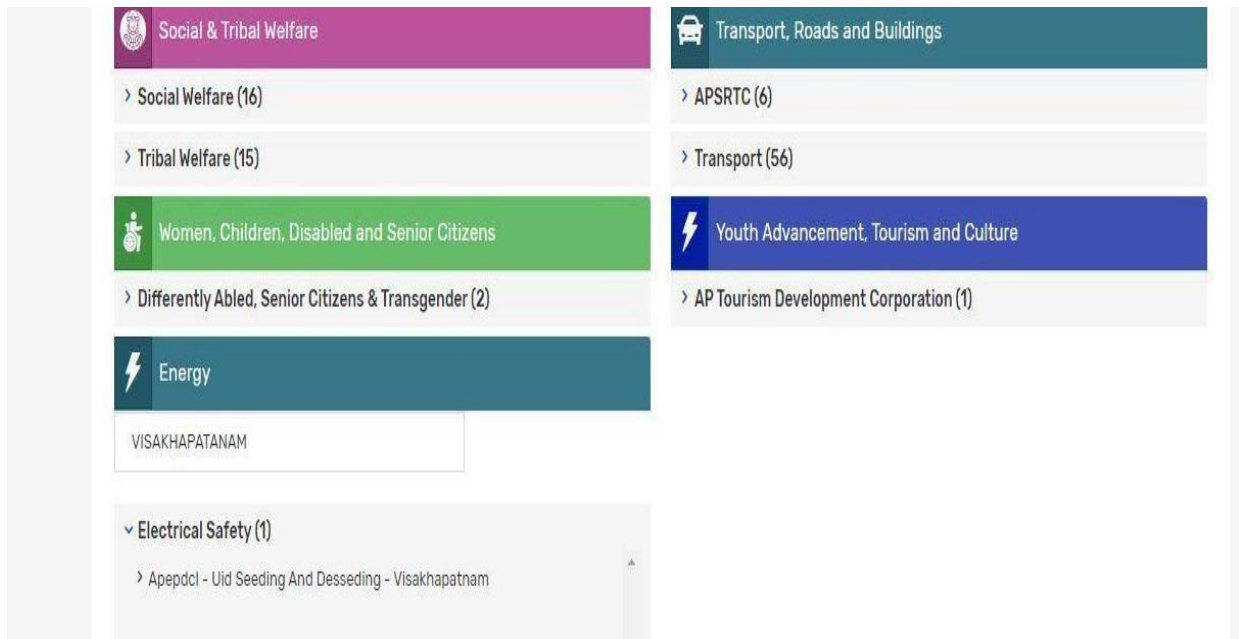 Social & Tribal Welfare
Social Welfare (16)
Tribal Welfare (15)
Women, Children, Disabled and Senior Citizens
Differently Abled, Senior Citizens & Transgender (2)
Energy
VISAKHAPATANAM
Electrical Safety (1)
Apepdcl - Uid Seeding And Desseding - Visakhapatnam
Transport, Roads and Buildings
APSRTC (6)
Transport (56)
Youth Advancement, Tourism and Culture
AP Tourism Development Corporation (1)